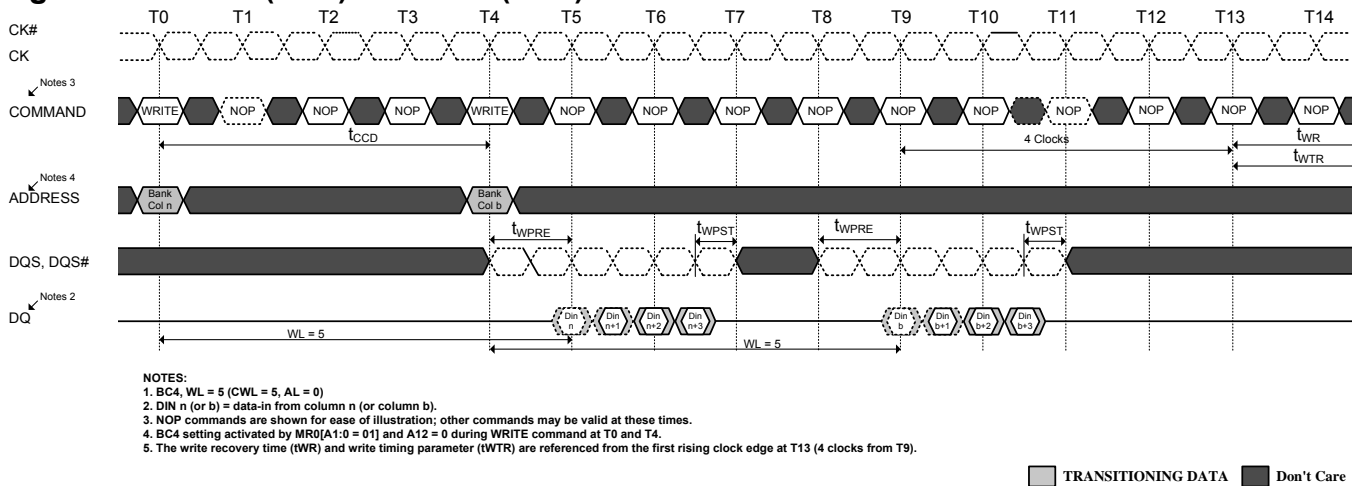 T0 T1 T2 T3 T4 T5 T6 T7 T8 T9 T10 T11 T12 T13 T14
CK#
CK
Notes 3
COMMAND
WRITE NOP NOP NOP WRITE NOP NOP NOP NOP NOP NOP NOP NOP NOP NOP
tCCD
4 Clocks
tWR
tWTR
Notes 4
ADDRESS
Bank Col n
Bank Col b
tWPRE tWPST tWPRE tWPST
DQS, DQS#
Notes 2
DQ
Din n
Din n+1
Din n+2
Din n+3
Din b
Din b+1
Din b+2
Din b+3
WL = 5
WL = 5
NOTES:
1. BC4, WL = 5 (CWL = 5, AL = 0)
2. DIN n (or b) = data-in from column n (or column b).
3. NOP commands are shown for ease of illustration; other commands may be valid at these times.
4. BC4 setting activated by MR0[A1:0 = 01] and A12 = 0 during WRITE command at T0 and T4.
5. The write recovery time (tWR) and write timing parameter (tWTR) are referenced from the first rising clock edge at T13 (4 clocks from T9).
TRANSITIONING DATA
Don't Care